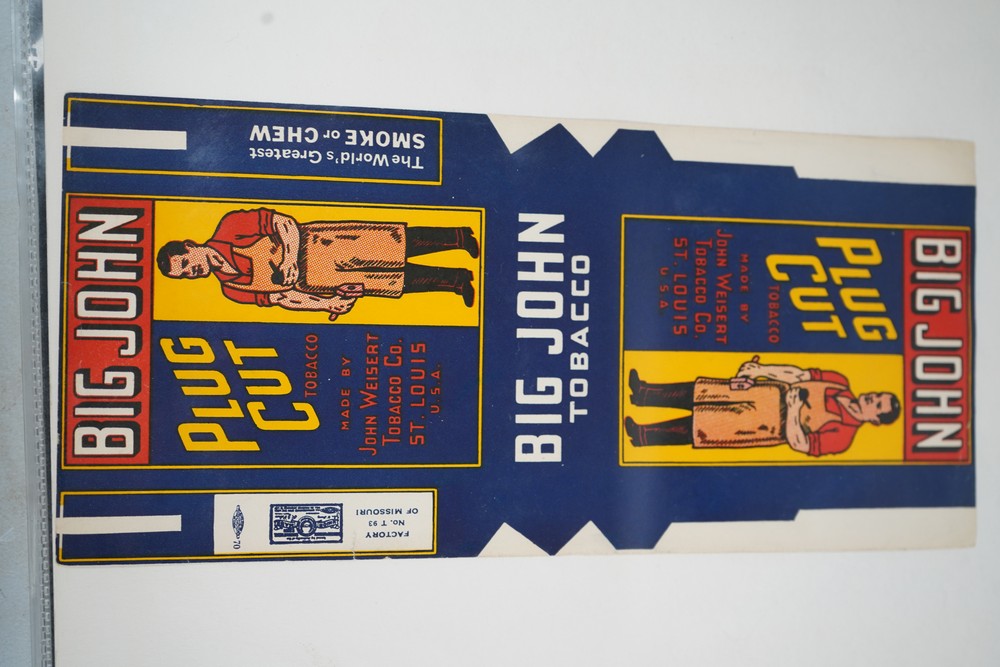 The World's Greatest
SMOKE or CHEW
BIG JOHN
PLUG
CUT
TOBACCO
MADE BY
JOHN WEISERT
TOBACCO CO.
ST. LOUIS
U.S.A.
FACTORY
No. T 93
OF MISSOURI
70
BIG JOHN
TOBACCO
BIG JOHN
PLUG
CUT
TOBACCO
MADE BY
JOHN WEISERT
TOBACCO CO.
ST. LOUIS
U.S.A.